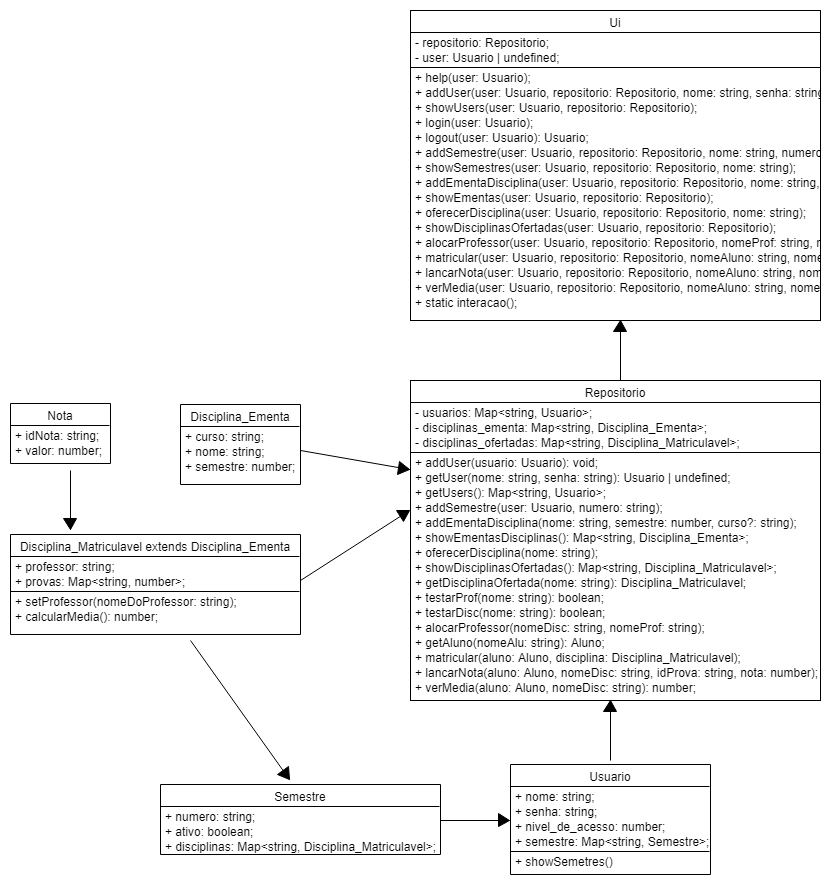 Ui
- repositorio: Repositorio;
- user: Usuario | undefined;
+ help(user: Usuario);
+ addUser(user: Usuario, repositorio: Repositorio, nome: string, senha: string
+ showUsers(user: Usuario, repositorio: Repositorio);
+ login(user: Usuario);
+ logout(user: Usuario): Usuario;
+ addSemestre(user: Usuario, repositorio: Repositorio, nome: string, numero
+ showSemestres(user: Usuario, repositorio: Repositorio, nome: string);
+ addEmentaDisciplina(user: Usuario, repositorio: Repositorio, nome: string,
+ showEmentas(user: Usuario, repositorio: Repositorio);
+ oferecerDisciplina(user: Usuario, repositorio: Repositorio, nome: string);
+ showDisciplinasOfertadas(user: Usuario, repositorio: Repositorio);
+ alocarProfessor(user: Usuario, repositorio: Repositorio, nomeProf: string,
+ matricular(user: Usuario, repositorio: Repositorio, nomeAluno: string, nome
+ lancarNota(user: Usuario, repositorio: Repositorio, nomeAluno: string, nom
+ verMedia(user: Usuario, repositorio: Repositorio, nomeAluno: string, nome
+ static interacao();
Repositorio
- usuarios: Map<string, Usuario>;
- disciplinas_ementa: Map<string, Disciplina_Ementa>;
- disciplinas_ofertadas: Map<string, Disciplina_Matriculavel>;
+ addUser(usuario: Usuario): void;
+ getUser(nome: string, senha: string): Usuario | undefined;
+ getUsers(): Map<string, Usuario>;
+ addSemestre(user: Usuario, numero: string);
+ addEmentaDisciplina(nome: string, semestre: number, curso?: string);
+ showEmentasDisciplinas(): Map<string, Disciplina_Ementa>;
+ oferecerDisciplina(nome: string);
+ showDisciplinasOfertadas(): Map<string, Disciplina_Matriculavel>;
+ getDisciplinaOfertada(nome: string): Disciplina_Matriculavel;
+ testarProf(nome: string): boolean;
+ testarDisc(nome: string): boolean;
+ alocarProfessor(nomeDisc: string, nomeProf: string);
+ getAluno(nomeAlu: string): Aluno;
+ matricular(aluno: Aluno, disciplina: Disciplina_Matriculavel);
+ lancarNota(aluno: Aluno, nomeDisc: string, idProva: string, nota: number);
+ verMedia(aluno: Aluno, nomeDisc: string): number;
Nota
+ idNota: string;
+ valor: number;
Disciplina_Ementa
+ curso: string;
+ nome: string;
+ semestre: number;
Disciplina_Matriculavel extends Disciplina_Ementa
+ professor: string;
+ provas: Map<string, number>;
+ setProfessor(nomeDoProfessor: string);
+ calcularMedia(): number;
Semestre
+ numero: string;
+ ativo: boolean;
+ disciplinas: Map<string, Disciplina_Matriculavel>;
Usuario
+ nome: string;
+ senha: string;
+ nivel_de_acesso: number;
+ semestre: Map<string, Semestre>;
+ showSemetres()